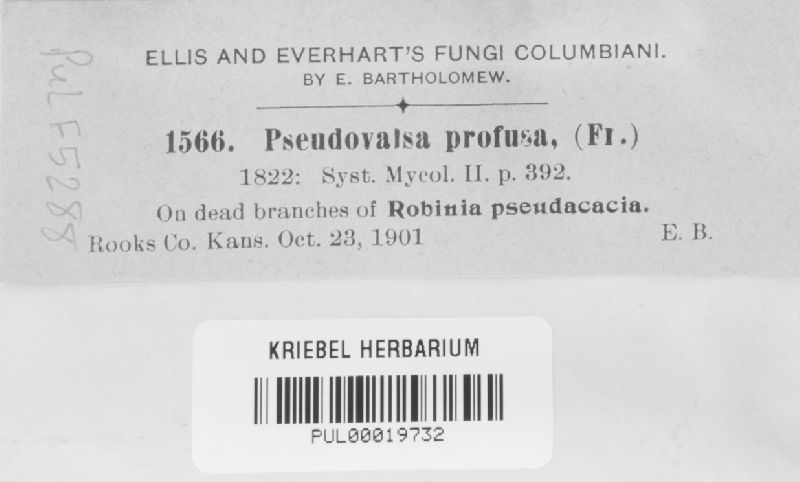 ELLIS AND EVERHART'S FUNGI COLUMBIANI.
BY E. BARTHOLOMEW.
1566. Pseudovalsa profusa, (Fr.)
1822: Syst. Mycol. II. p. 392.
On dead branches of Robinia pseudacacia.
Rooks Co. Kans. Oct. 23, 1901 E. B.
Pul F5288
KRIEBEL HERBARIUM
PUL00019732